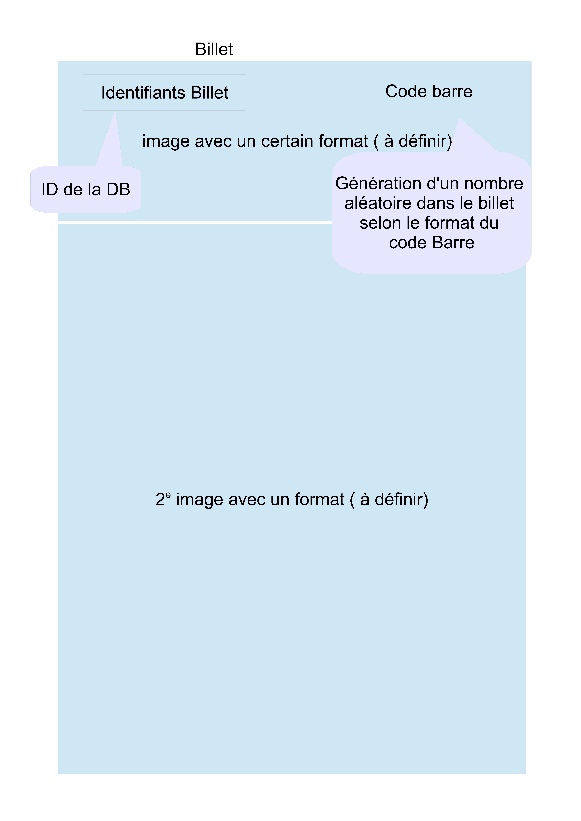 Billet
Identifiants Billet
Code barre
image avec un certain format ( à définir)
ID de la DB
Génération d'un nombre
aléatoire dans le billet
selon le format du
code Barre
2e image avec un format ( à définir)